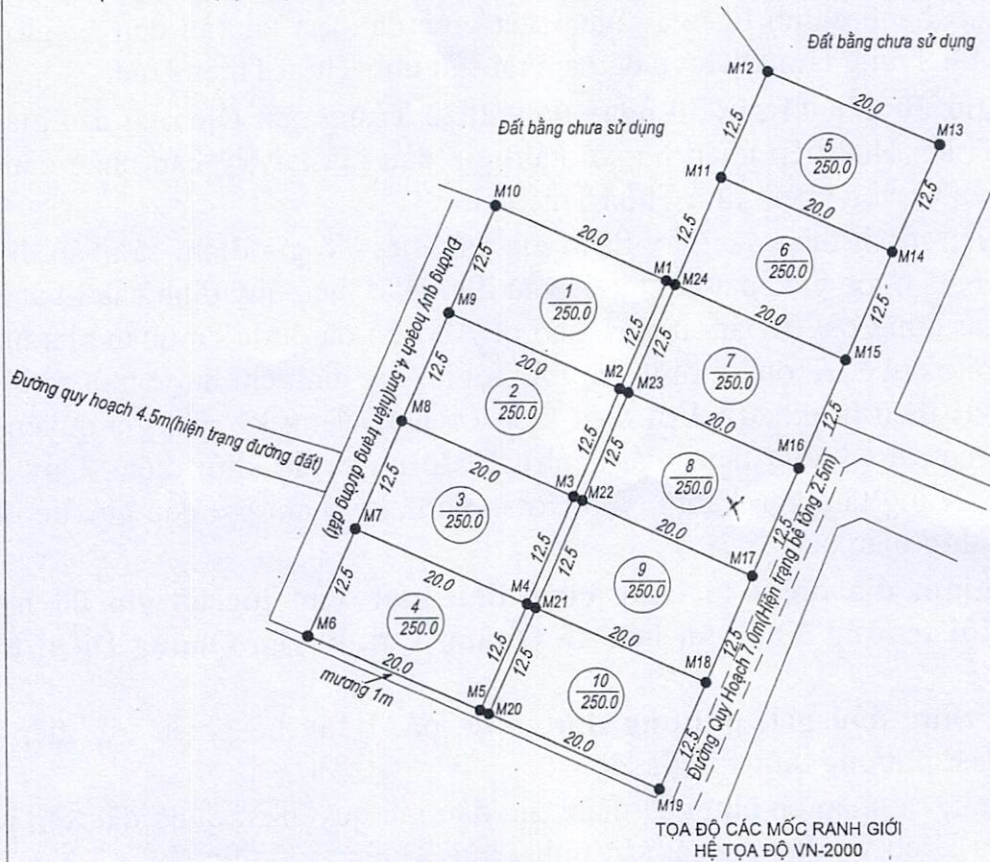 Đất bằng chưa sử dụng
M12
20.0
M13
12.5
5
250.0
12.5
Đất bằng chưa sử dụng
M11
20.0
M14
M10
12.5
6
250.0
12.5
20.0
M1
M24
12.5
1
250.0
20.0
M15
M9
12.5
7
250.0
12.5
20.0
M2
M23
12.5
2
250.0
20.0
M16
M8
12.5
12.5
8
250.0
12.5
20.0
M3
M22
12.5
3
250.0
20.0
M17
M7
12.5
12.5
9
250.0
12.5
20.0
M4
M21
12.5
4
250.0
20.0
M18
M6
12.5
12.5
10
250.0
12.5
20.0
M5
M20
20.0
M19
mương 1m
Đường quy hoạch 4.5m(hiện trạng đường đất)
Đường quy hoạch 4.5m(hiện trạng đường đất)
Đường Quy Hoạch 7.0m(Hiện trạng bê tông 2.5m)
TỌA ĐỘ CÁC MỐC RANH GIỚI
HỆ TỌA ĐỘ VN-2000